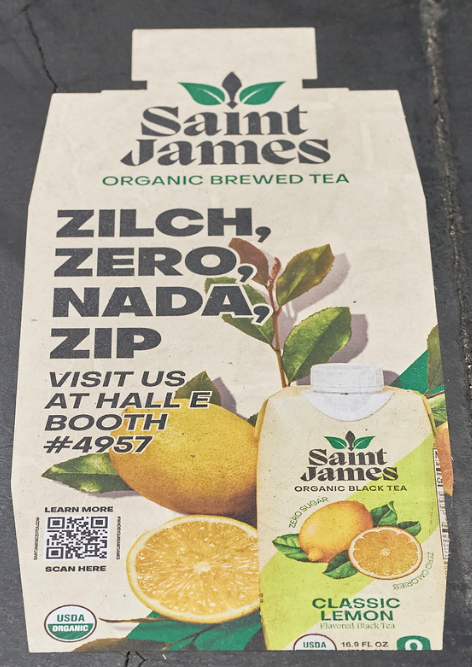 Saint
James
ORGANIC BREWED TEA
ZILCH,
ZERO,
NADA,
ZIP
VISIT US
AT HALL E
BOOTH
#4957
LEARN MORE
SCAN HERE
USDA
ORGANIC
Saint
James
ORGANIC BLACK TEA
ZERO SUGAR
ZERO CALORIES
CLASSIC
LEMON
Flavored Black Tea
USDA
16.9 FL OZ